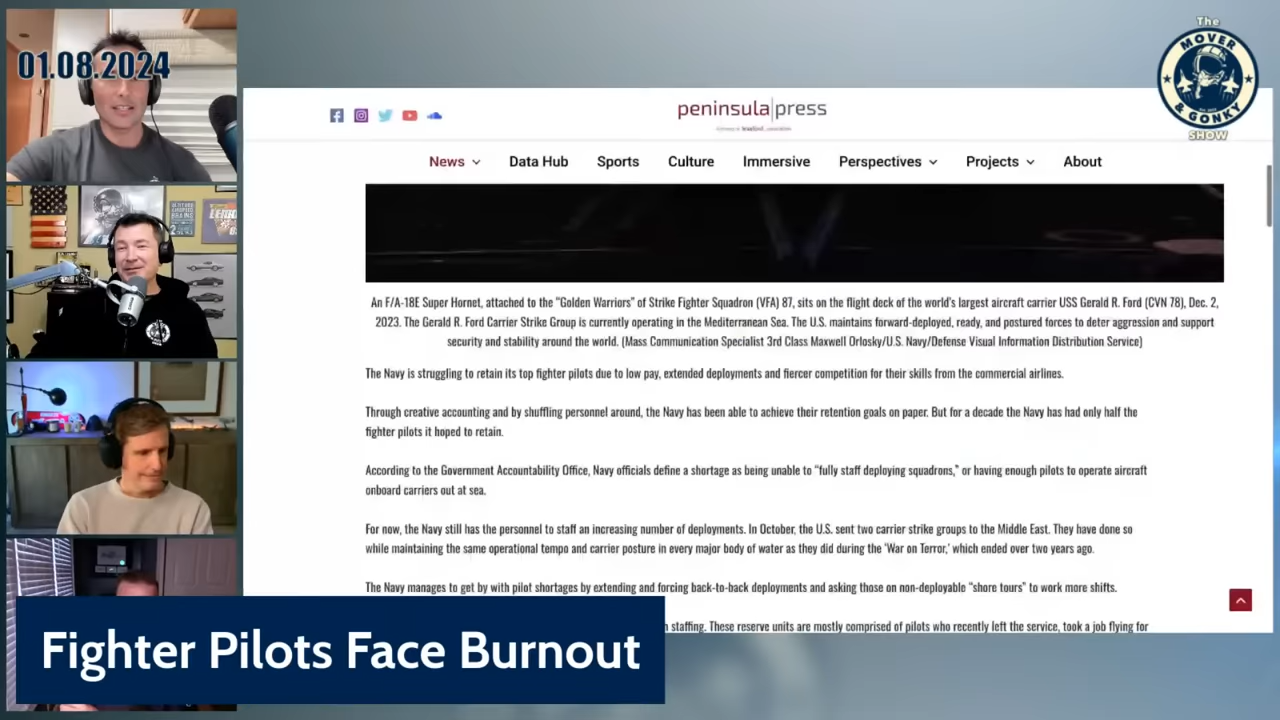 01.08.2024
The
MOVER
& GONKY
SHOW
peninsula|press
News
Data Hub
Sports
Culture
Immersive
Perspectives
Projects
About
An F/A-18E Super Hornet, attached to the "Golden Warriors" of Strike Fighter Squadron (VFA) 87, sits on the flight deck of the world's largest aircraft carrier USS Gerald R. Ford (CVN 78), Dec. 2,
2023. The Gerald R. Ford Carrier Strike Group is currently operating in the Mediterranean Sea. The U.S. maintains forward-deployed, ready, and postured forces to deter aggression and support
security and stability around the world. (Mass Communication Specialist 3rd Class Maxwell Orlosky/U.S. Navy/Defense Visual Information Distribution Service)
The Navy is struggling to retain its top fighter pilots due to low pay, extended deployments and fiercer competition for their skills from the commercial airlines.
Through creative accounting and by shuffling personnel around, the Navy has been able to achieve their retention goals on paper. But for a decade the Navy has had only half the
fighter pilots it hoped to retain.
According to the Government Accountability Office, Navy officials define a shortage as being unable to "fully staff deploying squadrons," or having enough pilots to operate aircraft
onboard carriers out at sea.
For now, the Navy still has the personnel to staff an increasing number of deployments. In October, the U.S. sent two carrier strike groups to the Middle East. They have done so
while maintaining the same operational tempo and carrier posture in every major body of water as they did during the 'War on Terror,' which ended over two years ago.
The Navy manages to get by with pilot shortages by extending and forcing back-to-back deployments and asking those on non-deployable "shore tours" to work more shifts.
staffing. These reserve units are mostly comprised of pilots who recently left the service, took a job flying for
Fighter Pilots Face Burnout